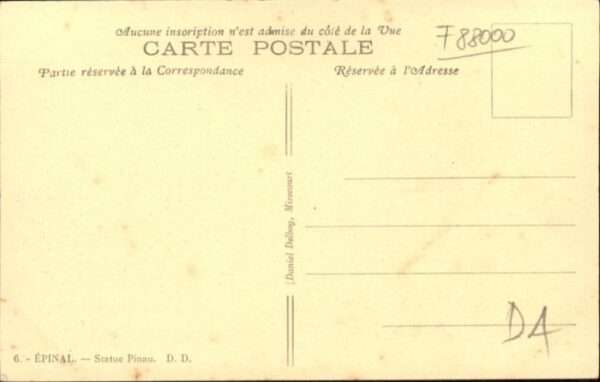 Aucune inscription n'est admise du côté de la Vue
CARTE POSTALE
F 88000
Partie réservée à la Correspondance
Réservée à l'Adresse
Daniel Delboy, Mirecourt
DA
6. - ÉPINAL. — Statue Pinau. D. D.